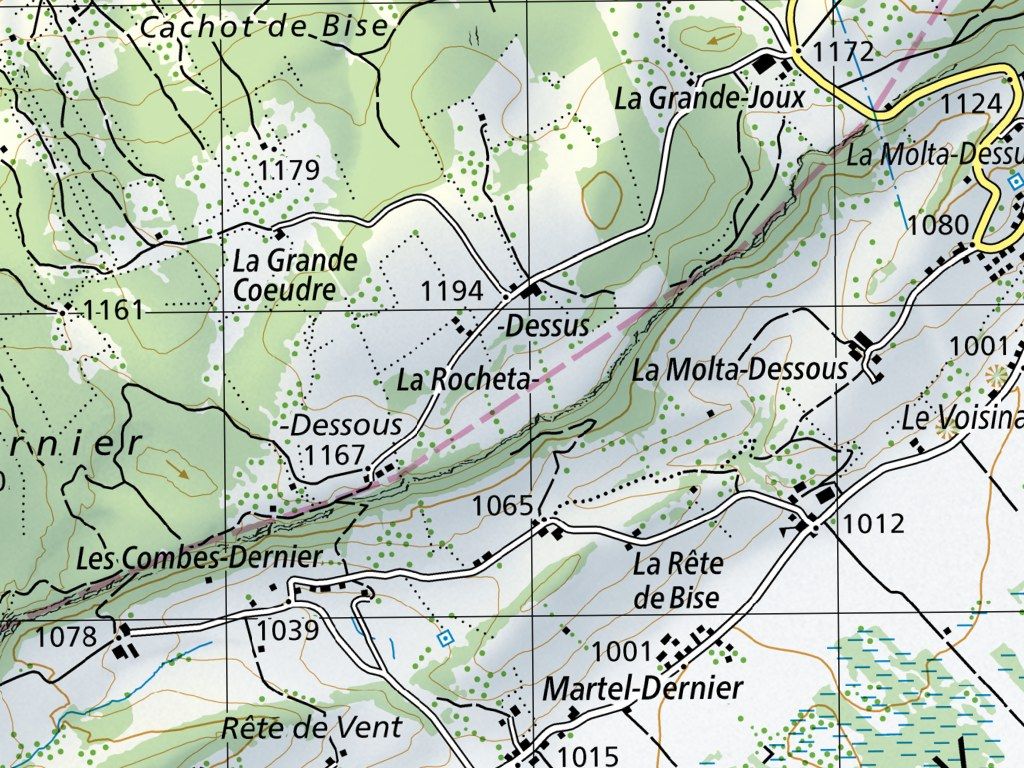 Cachot de Bise
1172
La Grande-Joux
1124
La Molta-Dessu
1179
1080
La Grande
Coeudre
1194
1161
-Dessus
1001
La Rocheta-
La Molta-Dessous
-Dessous
Le Voisina
rnier
1167
1065
1012
Les Combes-Dernier
La Rête
de Bise
1078
1039
1001
Martel-Dernier
Rête de Vent
1015